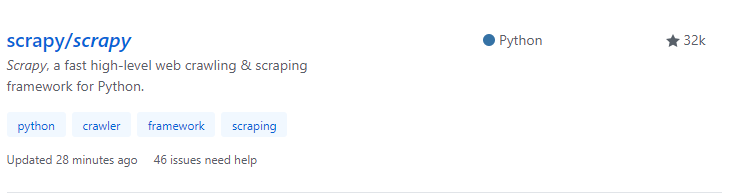 scrapy/scrapy Python 32k
Scrapy, a fast high-level web crawling & scraping
framework for Python.
python crawler framework scraping
Updated 28 minutes ago 46 issues need help